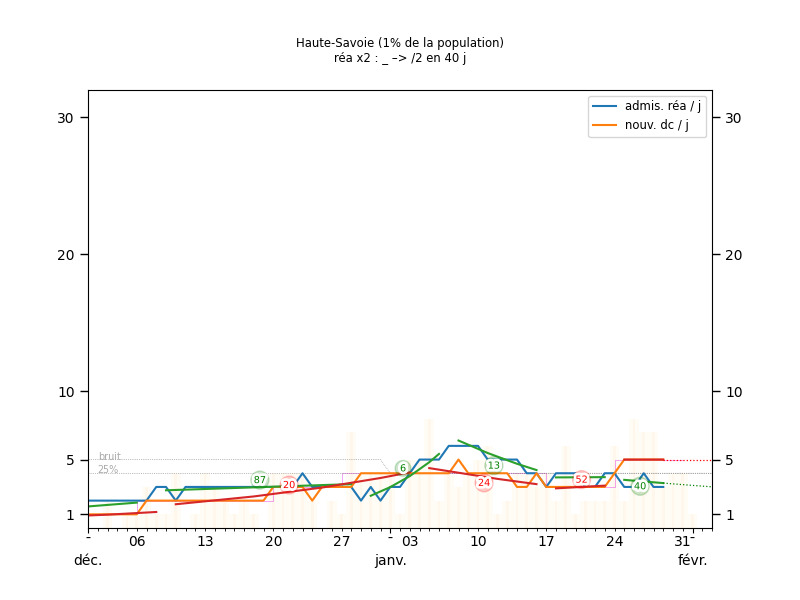 Haute-Savoie (1% de la population)
réa x2 : _ –> /2 en 40 j
admis. réa / j
nouv. dc / j
30 30
20 20
10 10
5 5
1 1
bruit
25%
87 20 6 24 13 52 40
- 06 13 20 27 - 03 10 17 24 31 -
déc. janv. févr.